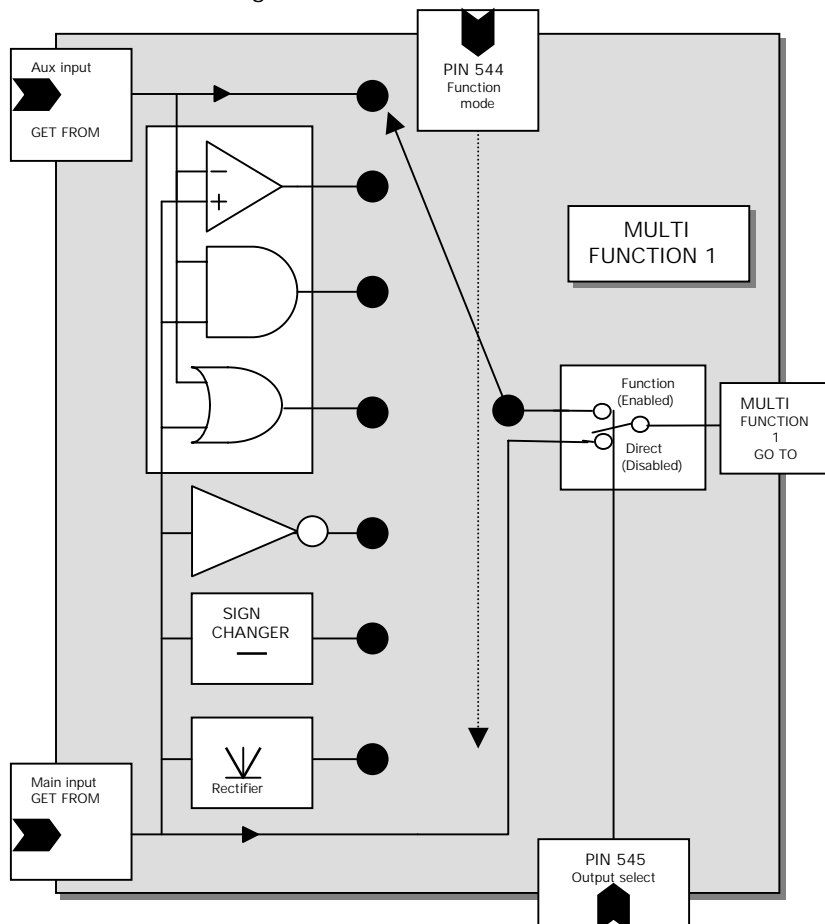 Aux input
GET FROM
PIN 544
Function
mode
MULTI
FUNCTION 1
Function
(Enabled)
Direct
(Disabled)
MULTI
FUNCTION
1
GO TO
SIGN
CHANGER
Rectifier
Main input
GET FROM
PIN 545
Output select